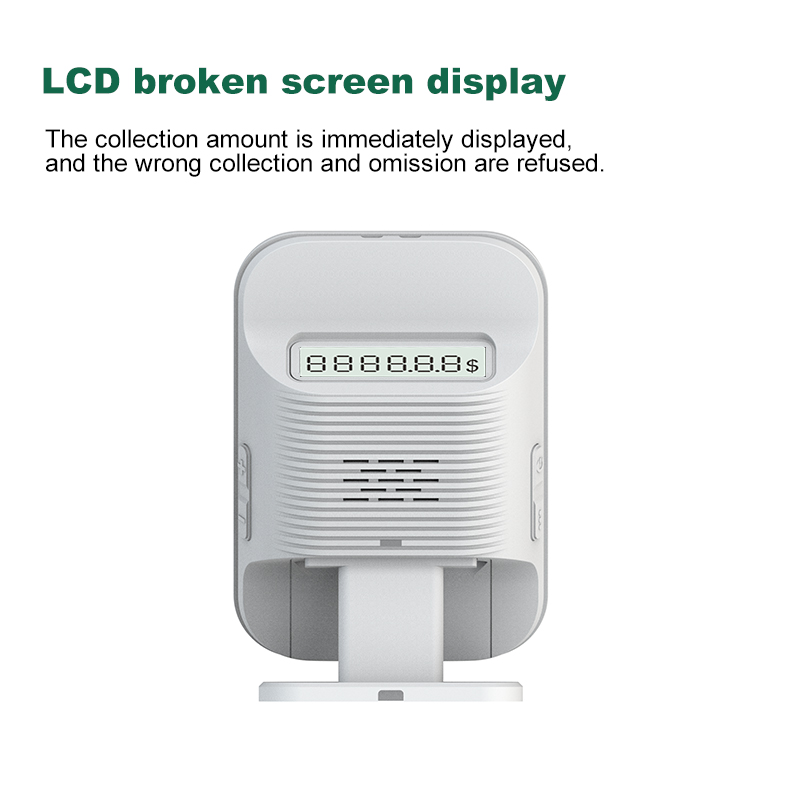 LCD broken screen display
The collection amount is immediately displayed,
and the wrong collection and omission are refused.
88888.8.8$